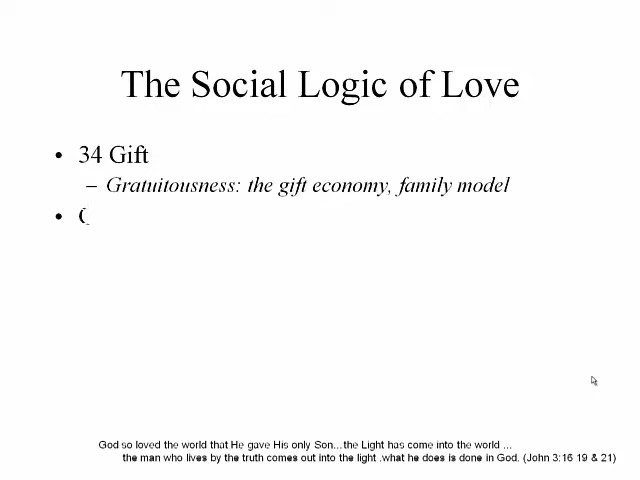 The Social Logic of Love
• 34 Gift
– Gratuitousness: the gift economy, family model
•
God so loved the world that He gave His only Son...the Light has come into the world ...
the man who lives by the truth comes out into the light .what he does is done in God. (John 3:16 19 & 21)